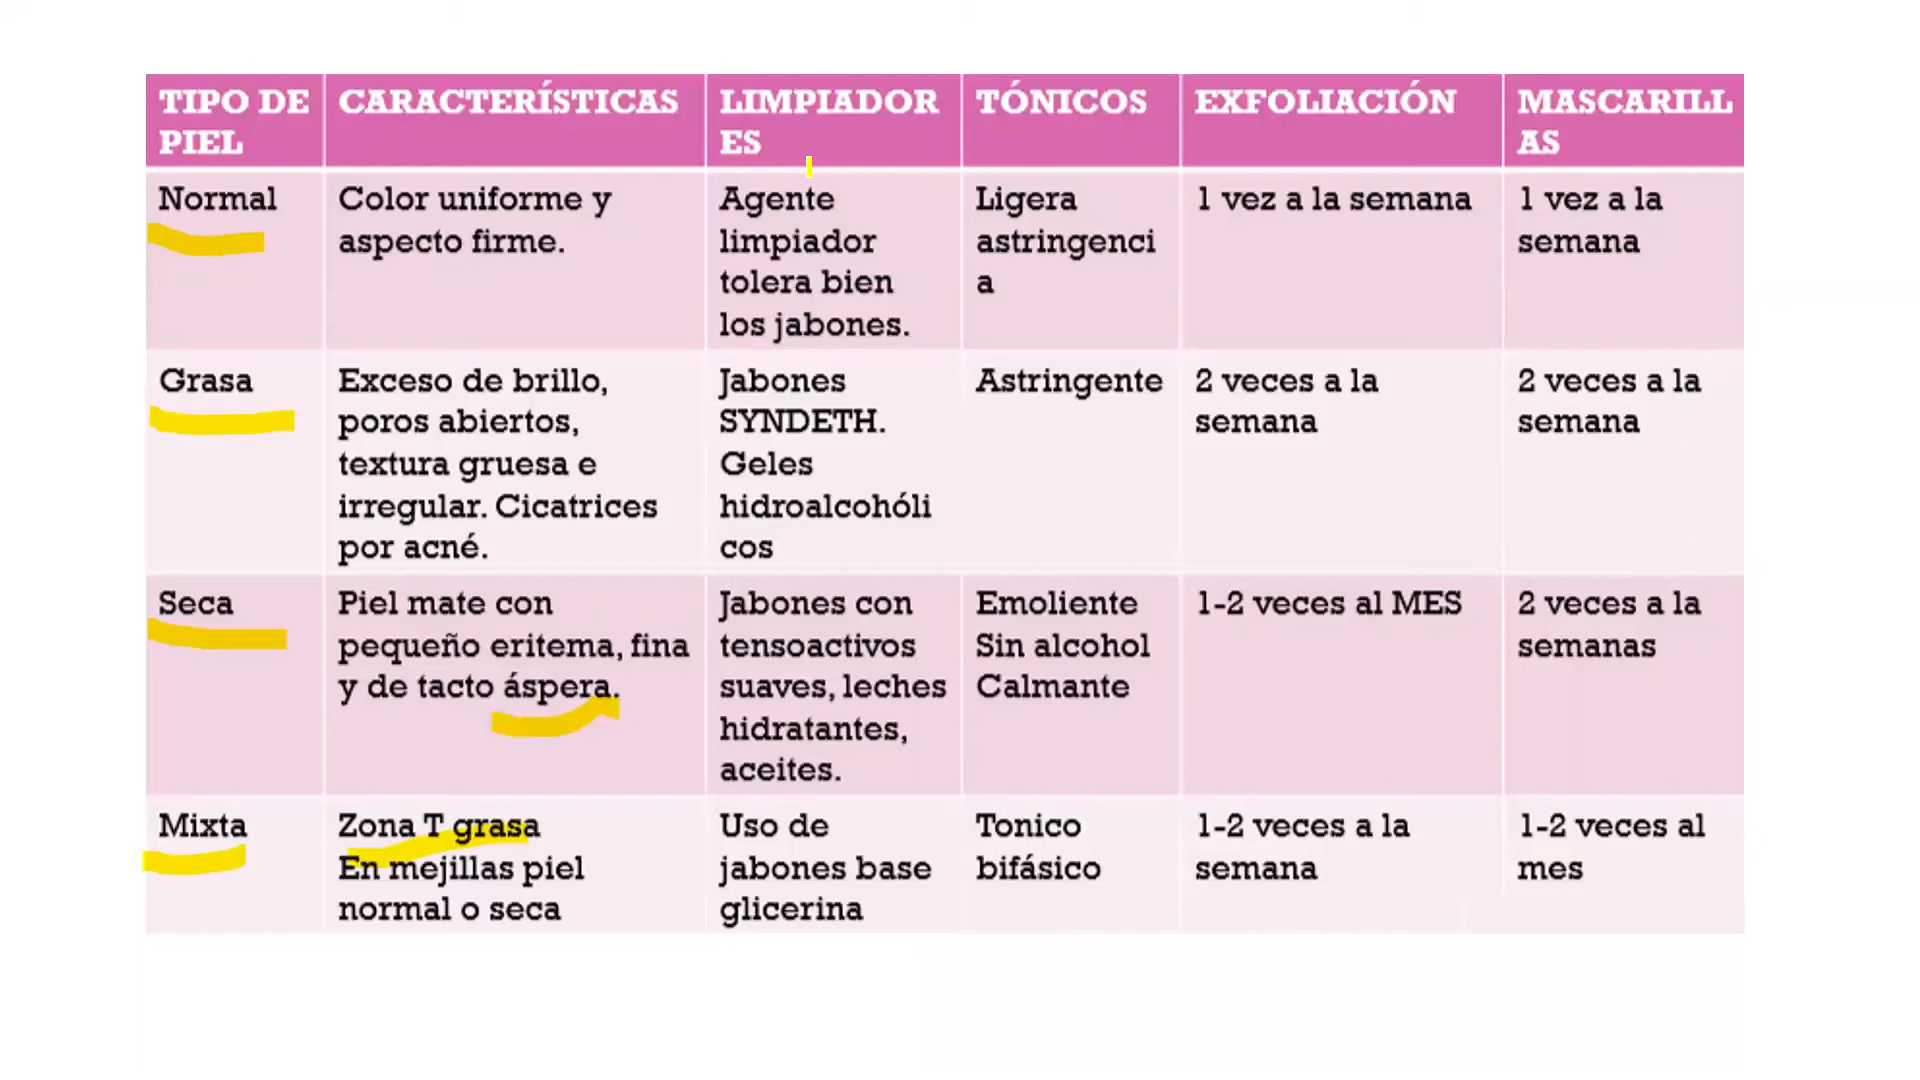 TIPO DE
PIEL
CARACTERÍSTICAS
LIMPIADOR
ES
TÓNICOS
EXFOLIACIÓN
MASCARILL
AS
Normal
Color uniforme y
aspecto firme.
Agente
limpiador
tolera bien
los jabones.
Ligera
astringenci
a
1 vez a la semana
1 vez a la
semana
Grasa
Exceso de brillo,
poros abiertos,
textura gruesa e
irregular. Cicatrices
por acné.
Jabones
SYNDETH.
Geles
hidroalcohóli
cos
Astringente
2 veces a la
semana
2 veces a la
semana
Seca
Piel mate con
pequeño eritema, fina
y de tacto áspera.
Jabones con
tensoactivos
suaves, leches
hidratantes,
aceites.
Emoliente
Sin alcohol
Calmante
1-2 veces al MES
2 veces a la
semanas
Mixta
Zona T grasa
En mejillas piel
normal o seca
Uso de
jabones base
glicerina
Tonico
bifásico
1-2 veces a la
semana
1-2 veces al
mes